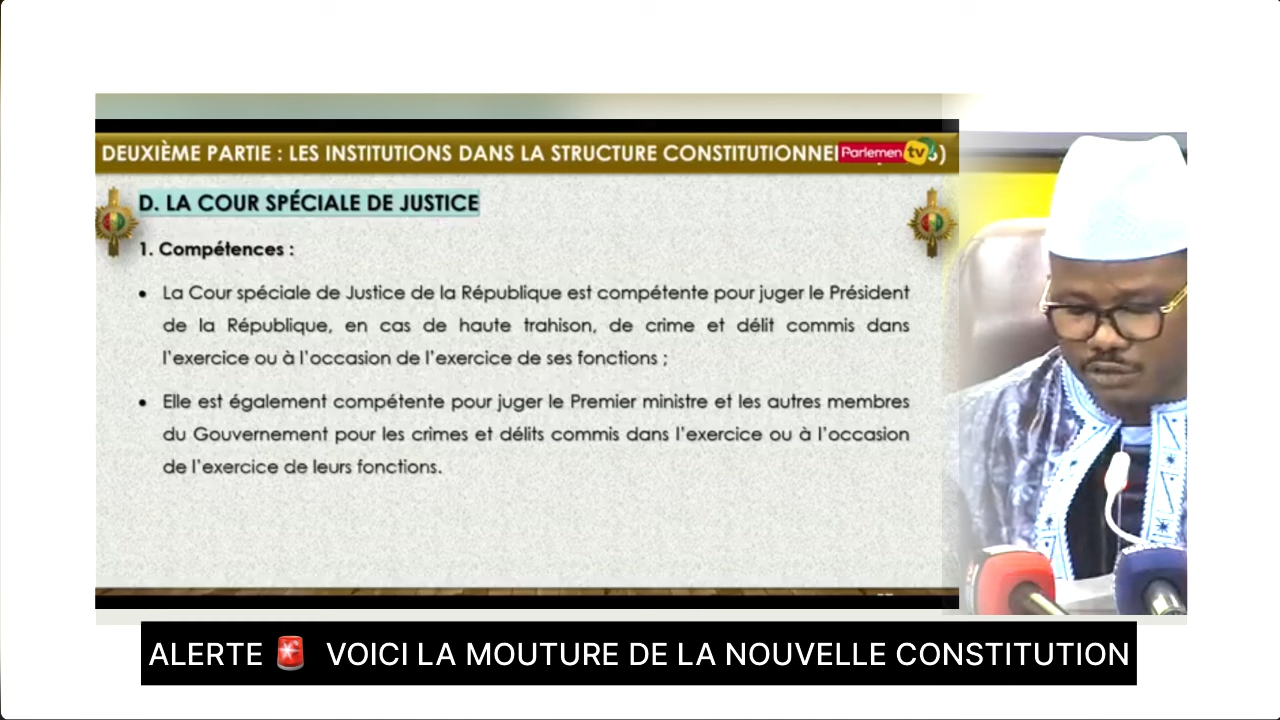 DEUXIÈME PARTIE : LES INSTITUTIONS DANS LA STRUCTURE CONSTITUTIONNEL
Parlemen tv
D. LA COUR SPÉCIALE DE JUSTICE
1. Compétences :
• La Cour spéciale de Justice de la République est compétente pour juger le Président
de la République, en cas de haute trahison, de crime et délit commis dans
l'exercice ou à l'occasion de l'exercice de ses fonctions ;
• Elle est également compétente pour juger le Premier ministre et les autres membres
du Gouvernement pour les crimes et délits commis dans l'exercice ou à l'occasion
de l'exercice de leurs fonctions.
ALERTE 🚨 VOICI LA MOUTURE DE LA NOUVELLE CONSTITUTION